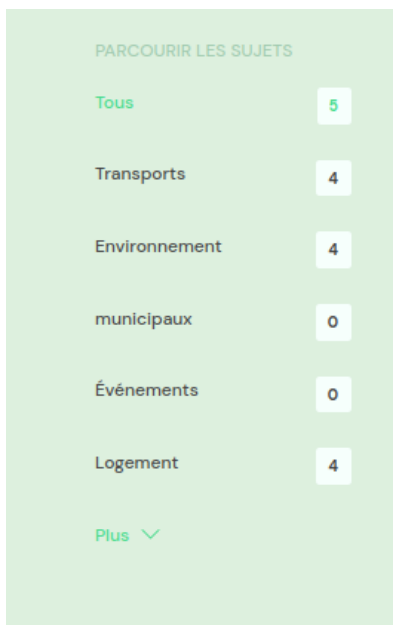 PARCOURIR LES SUJETS
Tous 5
Transports 4
Environnement 4
municipaux 0
Événements 0
Logement 4
Plus